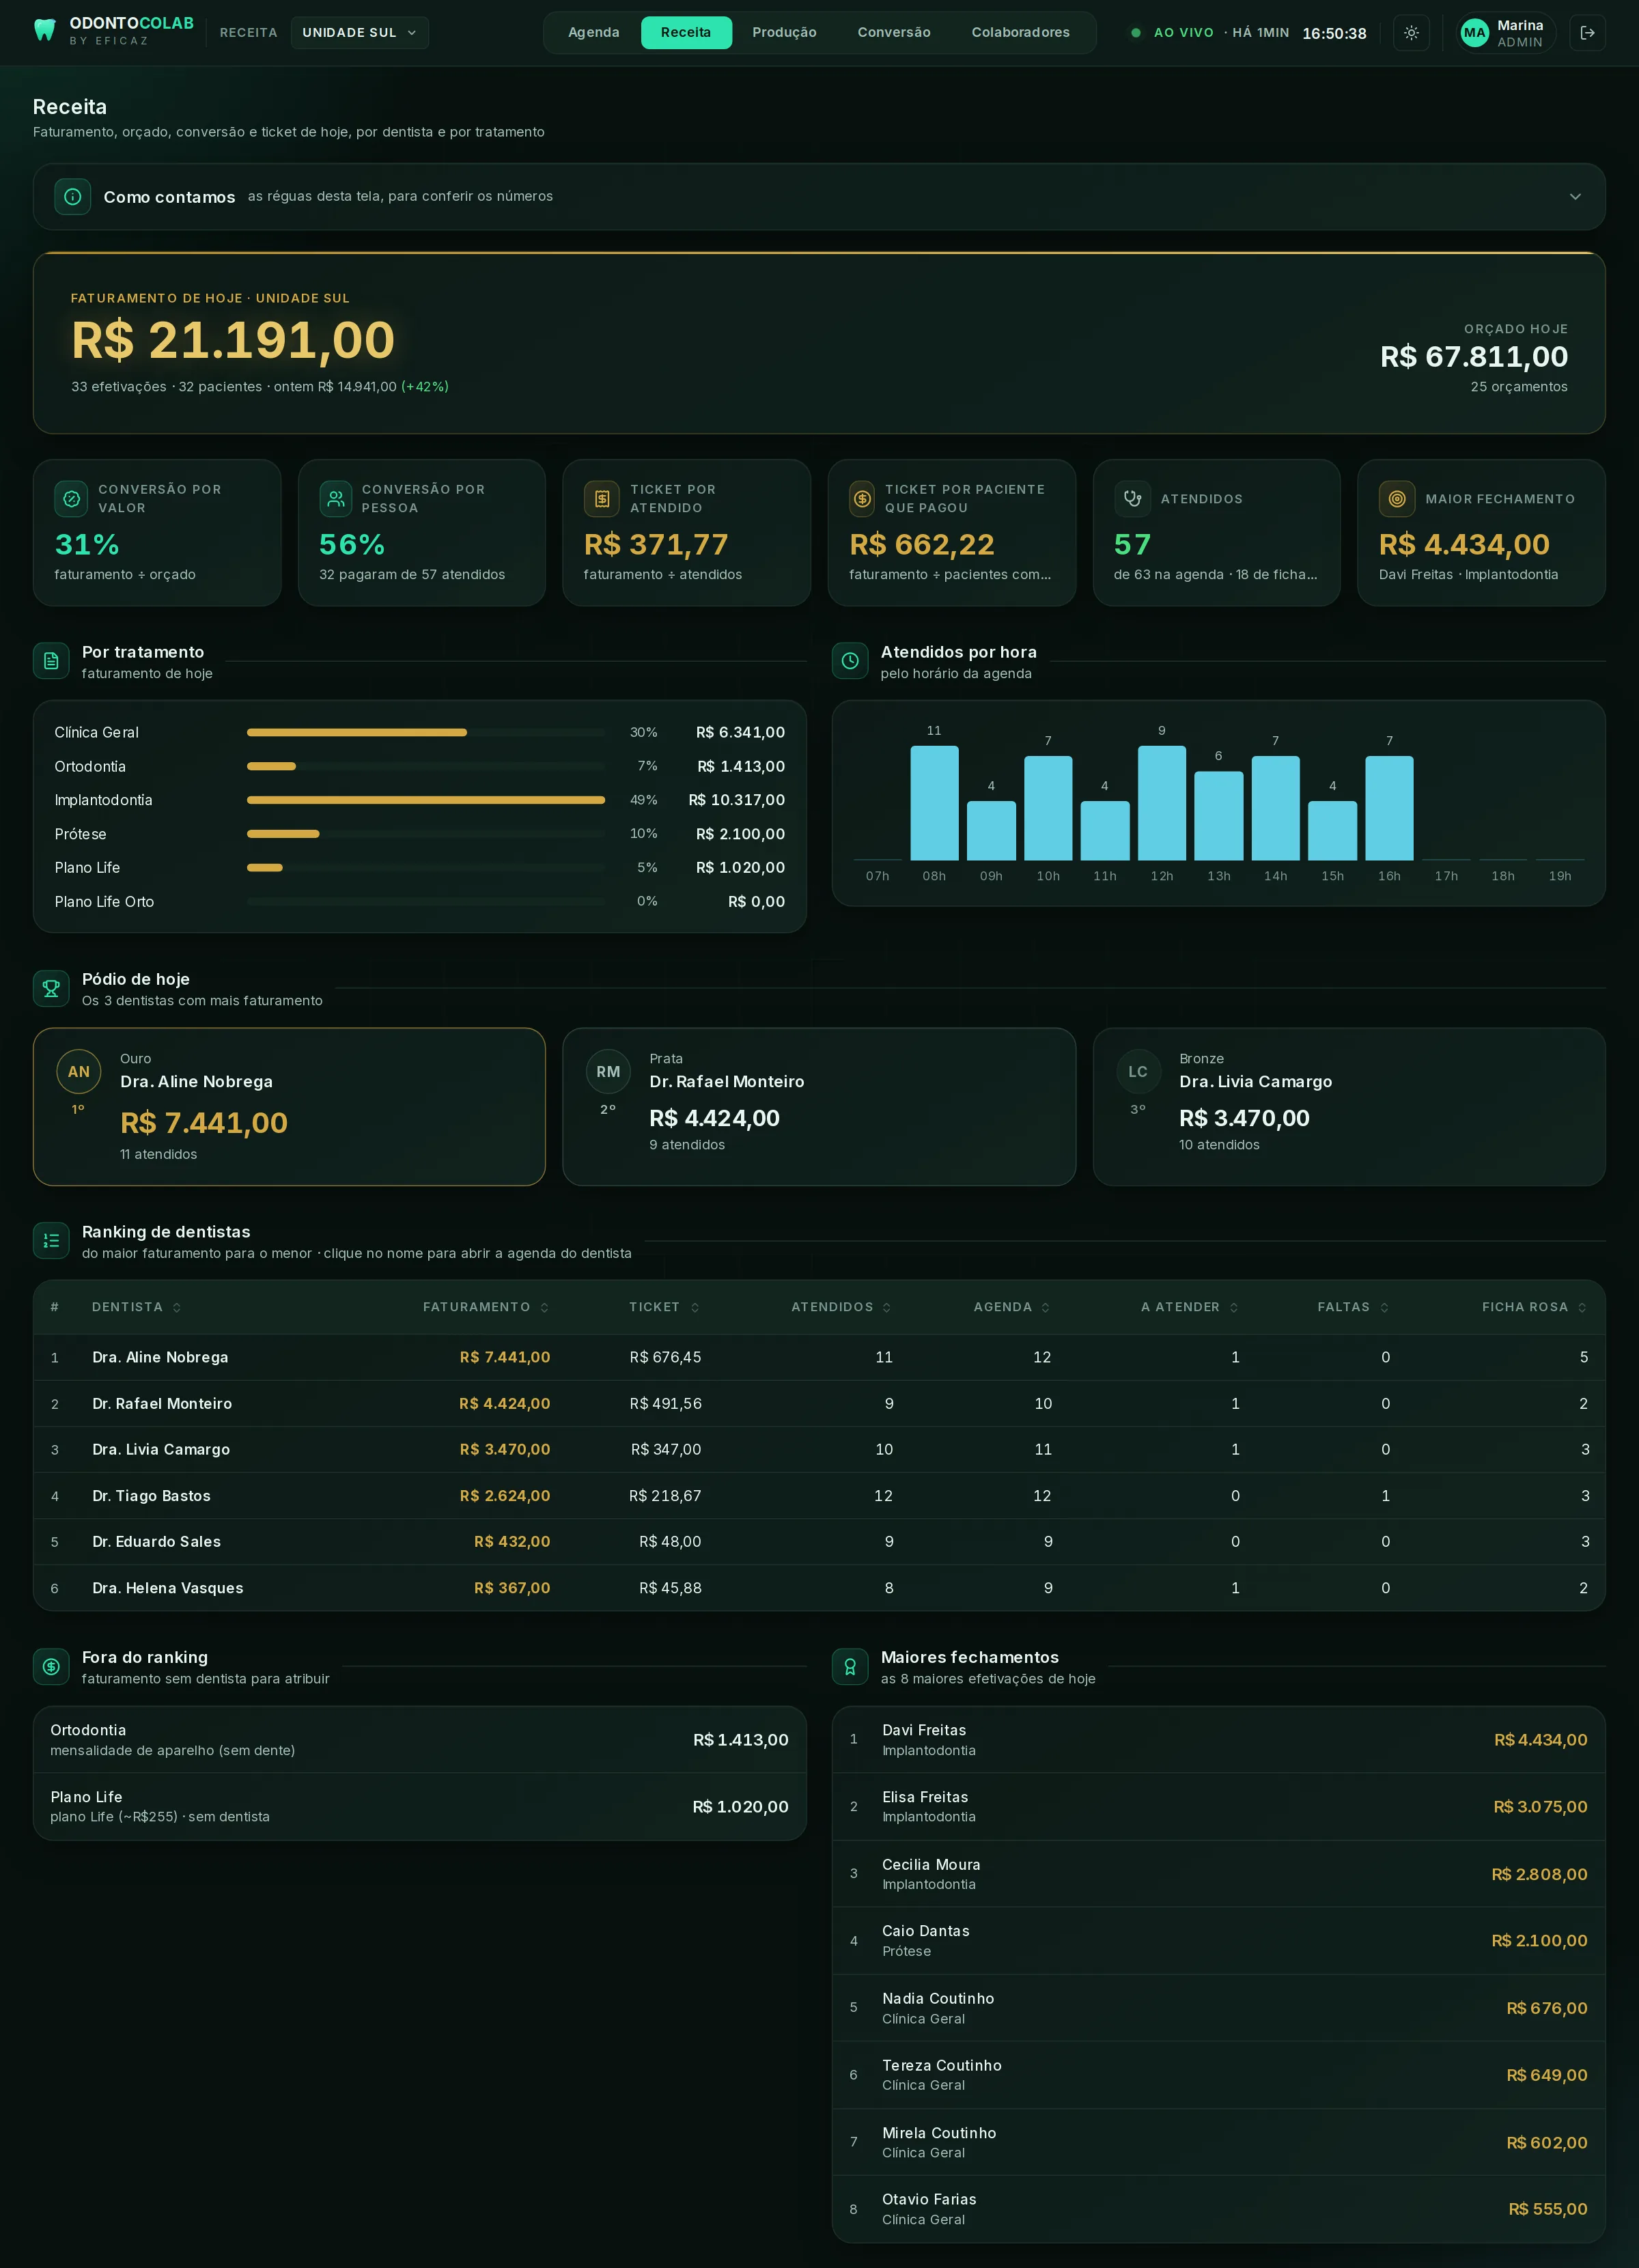 ODONTOCOLAB
BY EFICAZ
RECEITA
UNIDADE SUL
Agenda
Receita
Produção
Conversão
Colaboradores
AO VIVO · HÁ 1MIN 16:50:38
MA
Marina
ADMIN
Receita
Faturamento, orçado, conversão e ticket de hoje, por dentista e por tratamento
Como contamos as réguas desta tela, para conferir os números
FATURAMENTO DE HOJE · UNIDADE SUL
R$ 21.191,00
33 efetivações · 32 pacientes · ontem R$ 14.941,00 (+42%)
ORÇADO HOJE
R$ 67.811,00
25 orçamentos
CONVERSÃO POR
VALOR
31%
faturamento ÷ orçado
CONVERSÃO POR
PESSOA
56%
32 pagaram de 57 atendidos
TICKET POR
ATENDIDO
R$ 371,77
faturamento ÷ atendidos
TICKET POR PACIENTE
QUE PAGOU
R$ 662,22
faturamento ÷ pacientes com...
ATENDIDOS
57
de 63 na agenda · 18 de ficha...
MAIOR FECHAMENTO
R$ 4.434,00
Davi Freitas · Implantodontia
Por tratamento
faturamento de hoje
Clínica Geral 30% R$ 6.341,00
Ortodontia 7% R$ 1.413,00
Implantodontia 49% R$ 10.317,00
Prótese 10% R$ 2.100,00
Plano Life 5% R$ 1.020,00
Plano Life Orto 0% R$ 0,00
Atendidos por hora
pelo horário da agenda
11 4 7 4 9 6 7 4 7
07h 08h 09h 10h 11h 12h 13h 14h 15h 16h 17h 18h 19h
Pódio de hoje
Os 3 dentistas com mais faturamento
AN
1º
Ouro
Dra. Aline Nobrega
R$ 7.441,00
11 atendidos
RM
2º
Prata
Dr. Rafael Monteiro
R$ 4.424,00
9 atendidos
LC
3º
Bronze
Dra. Livia Camargo
R$ 3.470,00
10 atendidos
Ranking de dentistas
do maior faturamento para o menor · clique no nome para abrir a agenda do dentista
# DENTISTA FATURAMENTO TICKET ATENDIDOS AGENDA A ATENDER FALTAS FICHA ROSA
1 Dra. Aline Nobrega R$ 7.441,00 R$ 676,45 11 12 1 0 5
2 Dr. Rafael Monteiro R$ 4.424,00 R$ 491,56 9 10 1 0 2
3 Dra. Livia Camargo R$ 3.470,00 R$ 347,00 10 11 1 0 3
4 Dr. Tiago Bastos R$ 2.624,00 R$ 218,67 12 12 0 1 3
5 Dr. Eduardo Sales R$ 432,00 R$ 48,00 9 9 0 0 3
6 Dra. Helena Vasques R$ 367,00 R$ 45,88 8 9 1 0 2
Fora do ranking
faturamento sem dentista para atribuir
Ortodontia
mensalidade de aparelho (sem dente)
R$ 1.413,00
Plano Life
plano Life (~R$255) · sem dentista
R$ 1.020,00
Maiores fechamentos
as 8 maiores efetivações de hoje
1 Davi Freitas
Implantodontia
R$ 4.434,00
2 Elisa Freitas
Implantodontia
R$ 3.075,00
3 Cecilia Moura
Implantodontia
R$ 2.808,00
4 Caio Dantas
Prótese
R$ 2.100,00
5 Nadia Coutinho
Clínica Geral
R$ 676,00
6 Tereza Coutinho
Clínica Geral
R$ 649,00
7 Mirela Coutinho
Clínica Geral
R$ 602,00
8 Otavio Farias
Clínica Geral
R$ 555,00